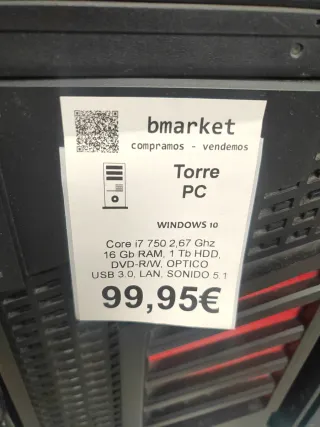 bmarket
compramos - vendemos
Torre
PC
WINDOWS 10
Core i7 750 2,67 Ghz
16 Gb RAM, 1 Tb HDD,
DVD-R/W, OPTICO
USB 3.0, LAN, SONIDO 5.1
99,95€